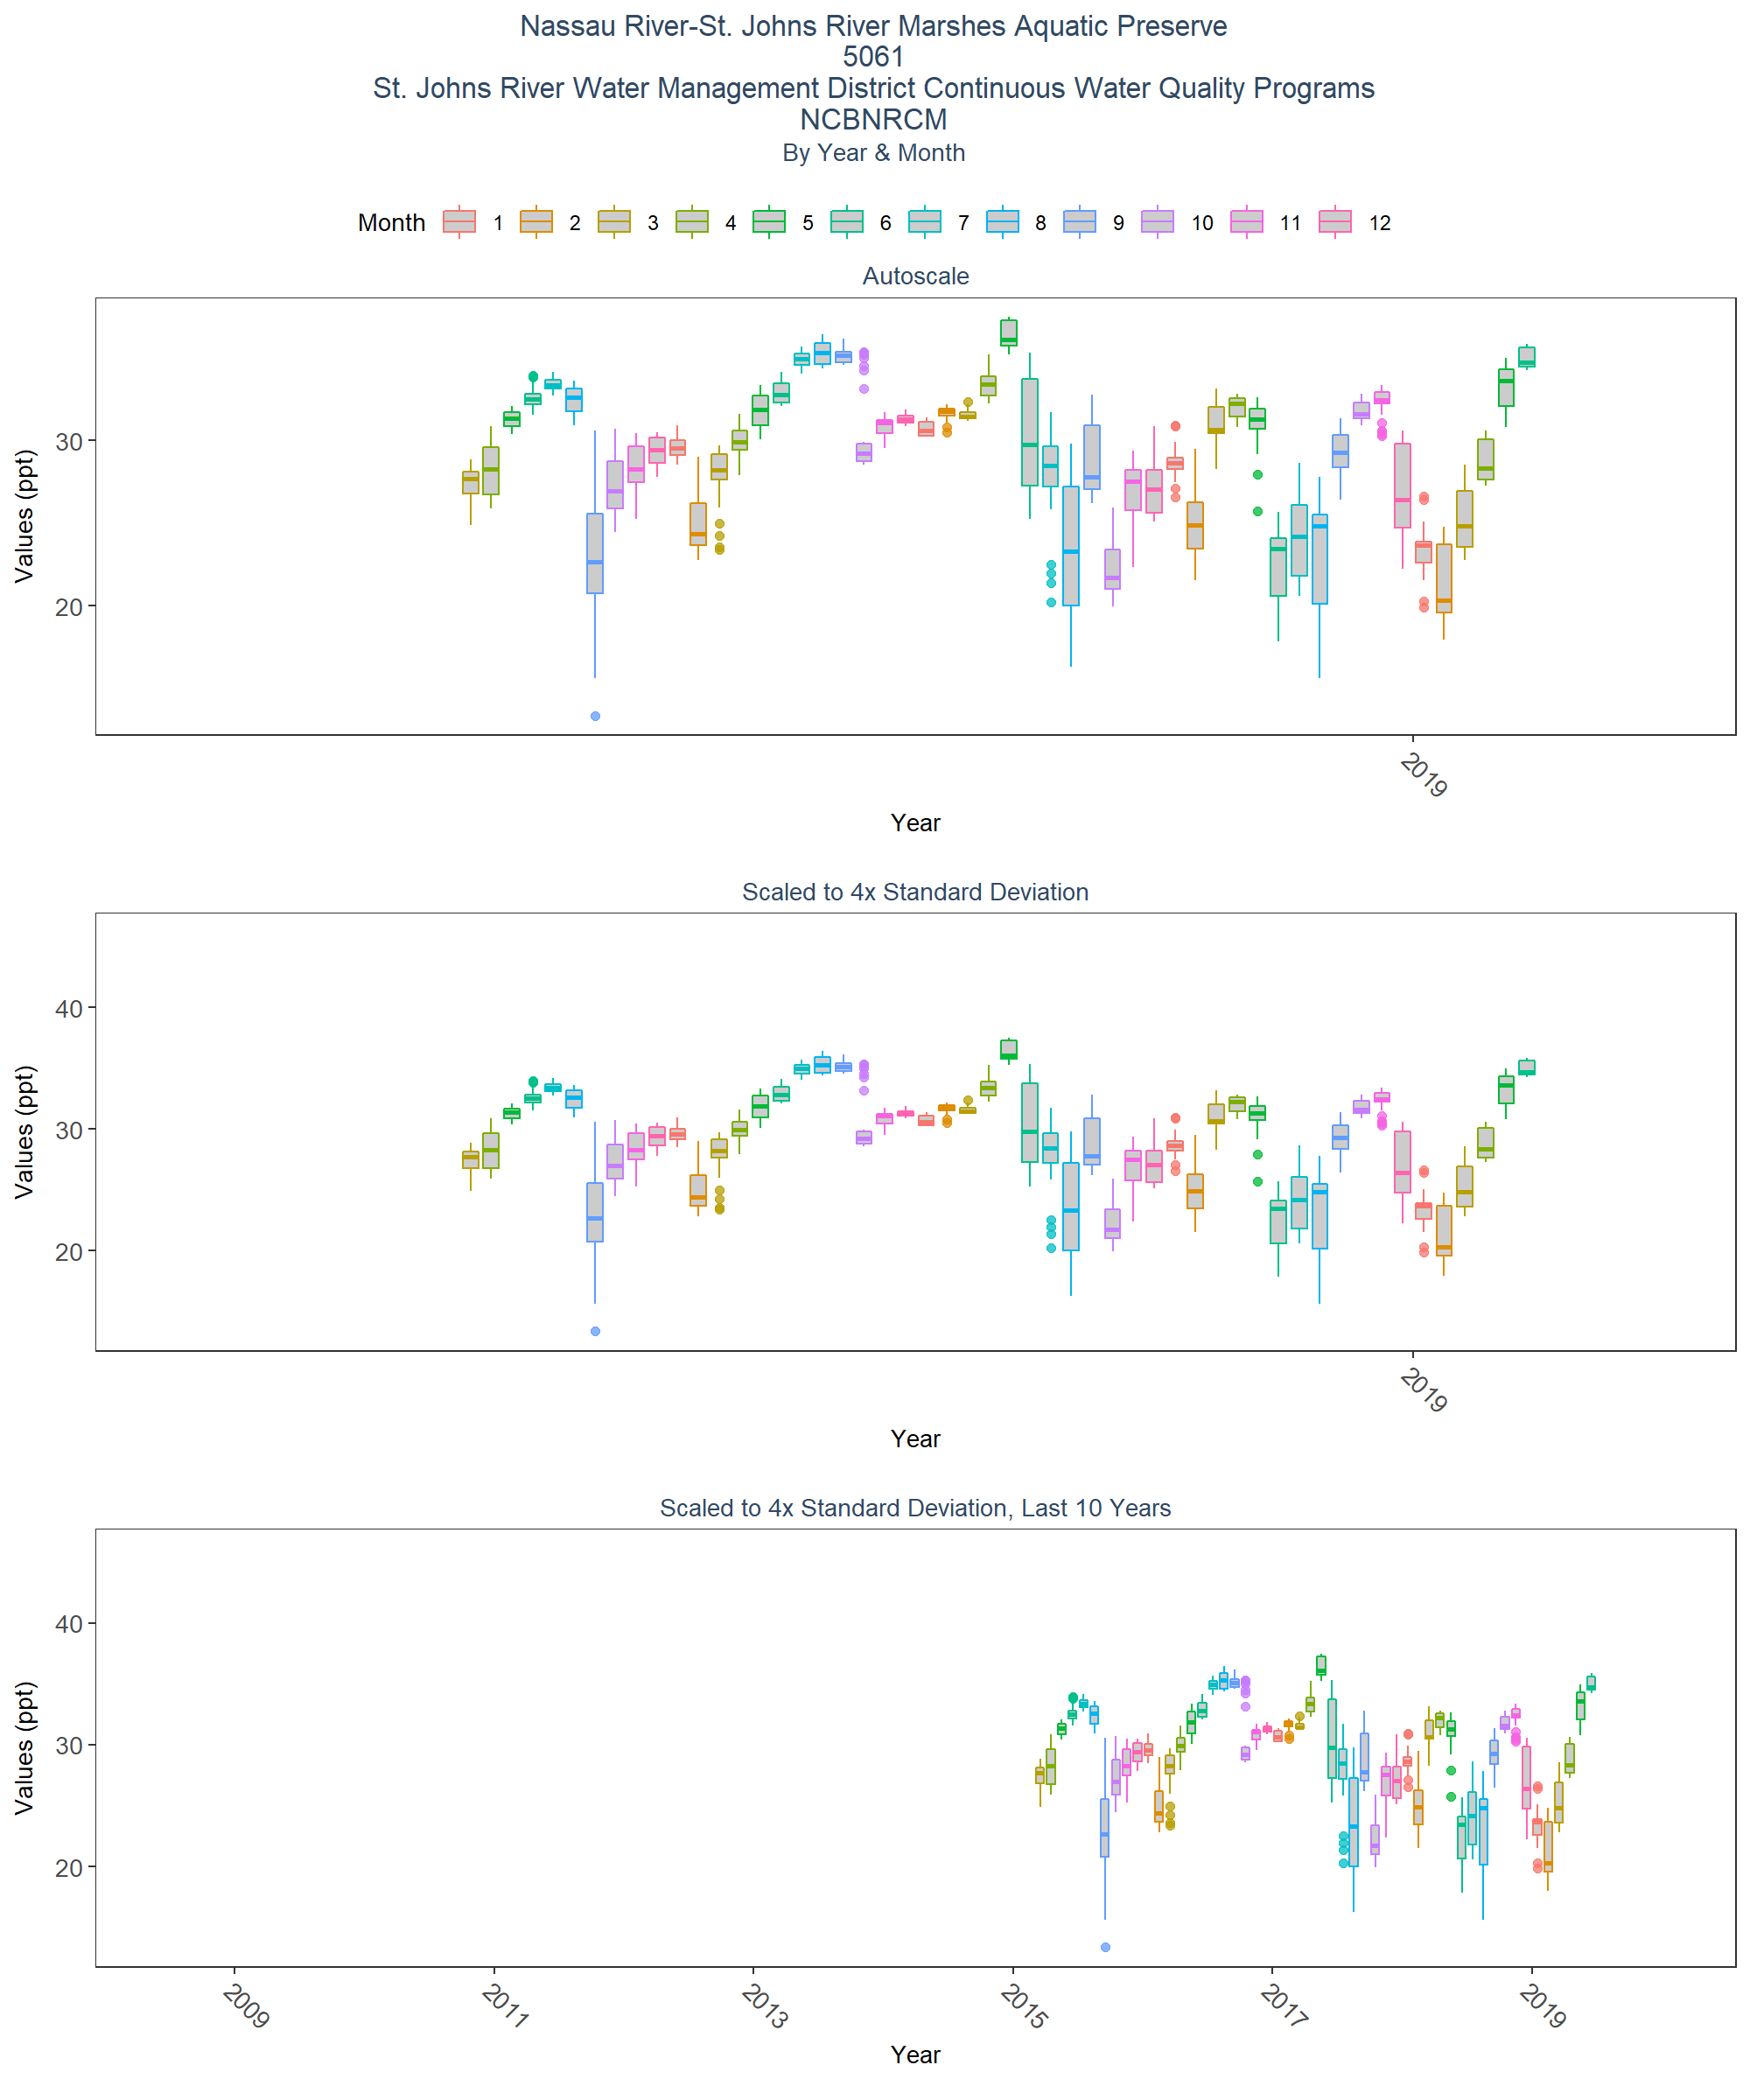 Nassau River-St. Johns River Marshes Aquatic Preserve
5061
St. Johns River Water Management District Continuous Water Quality Programs
NCBNRCM
By Year & Month
Month 1 2 3 4 5 6 7 8 9 10 11 12
Autoscale
Values (ppt)
30
20
2019
Year
Scaled to 4x Standard Deviation
Values (ppt)
40
30
20
2019
Year
Scaled to 4x Standard Deviation, Last 10 Years
Values (ppt)
40
30
20
2009 2011 2013 2015 2017 2019
Year